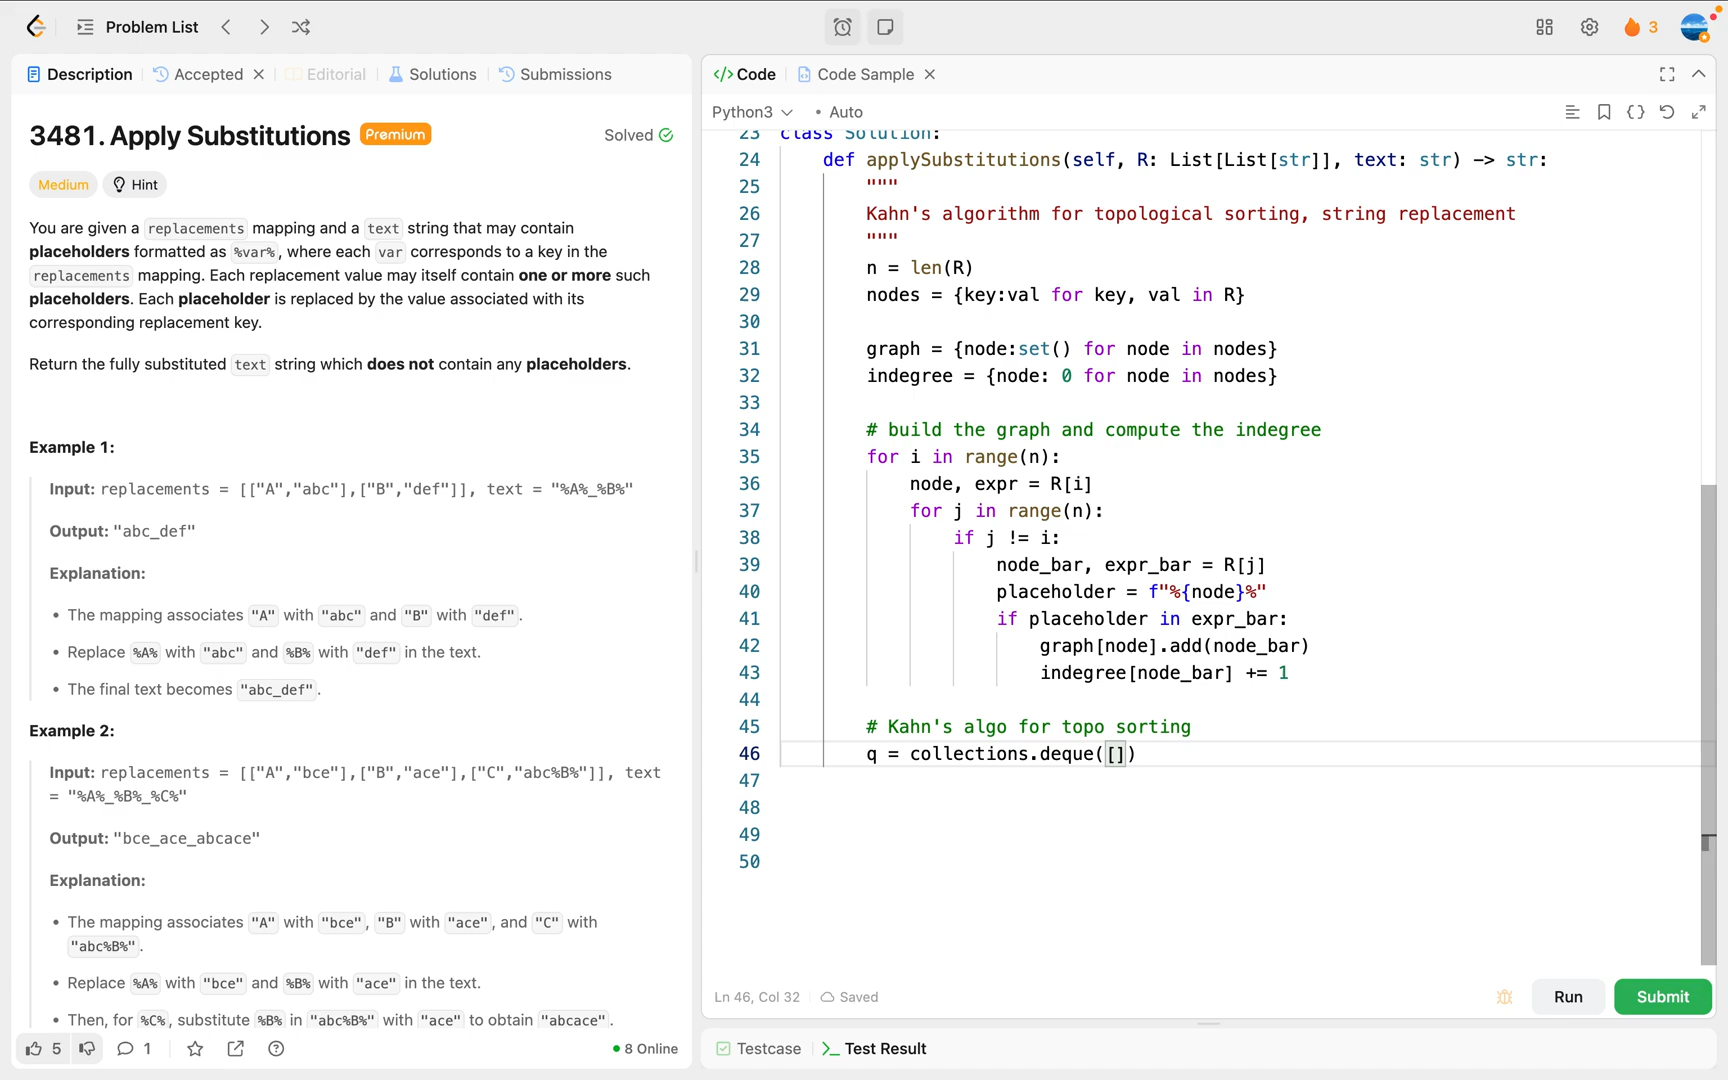 Problem List
3
Description
Accepted
Editorial
Solutions
Submissions
3481. Apply Substitutions
Premium
Solved
Medium
Hint
You are given a replacements mapping and a text string that may contain
placeholders formatted as %var%, where each var corresponds to a key in the
replacements mapping. Each replacement value may itself contain one or more such
placeholders. Each placeholder is replaced by the value associated with its
corresponding replacement key.
Return the fully substituted text string which does not contain any placeholders.
Example 1:
Input: replacements = [["A","abc"],["B","def"]], text = "%A%_%B%"
Output: "abc_def"
Explanation:
• The mapping associates "A" with "abc" and "B" with "def".
• Replace %A% with "abc" and %B% with "def" in the text.
• The final text becomes "abc_def".
Example 2:
Input: replacements = [["A","bce"],["B","ace"],["C","abc%B%"]], text
= "%A%_%B%_%C%"
Output: "bce_ace_abcace"
Explanation:
• The mapping associates "A" with "bce", "B" with "ace", and "C" with
"abc%B%".
• Replace %A% with "bce" and %B% with "ace" in the text.
• Then, for %C%, substitute %B% in "abc%B%" with "ace" to obtain "abcace".
5
1
8 Online
</> Code
Code Sample
Python3
• Auto
23 class Solution:
24 def applySubstitutions(self, R: List[List[str]], text: str) -> str:
25 """
26 Kahn's algorithm for topological sorting, string replacement
27 """
28 n = len(R)
29 nodes = {key:val for key, val in R}
30
31 graph = {node:set() for node in nodes}
32 indegree = {node: 0 for node in nodes}
33
34 # build the graph and compute the indegree
35 for i in range(n):
36 node, expr = R[i]
37 for j in range(n):
38 if j != i:
39 node_bar, expr_bar = R[j]
40 placeholder = f"%{node}%"
41 if placeholder in expr_bar:
42 graph[node].add(node_bar)
43 indegree[node_bar] += 1
44
45 # Kahn's algo for topo sorting
46 q = collections.deque([])
47
48
49
50
Ln 46, Col 32
Saved
Run
Submit
Testcase
Test Result